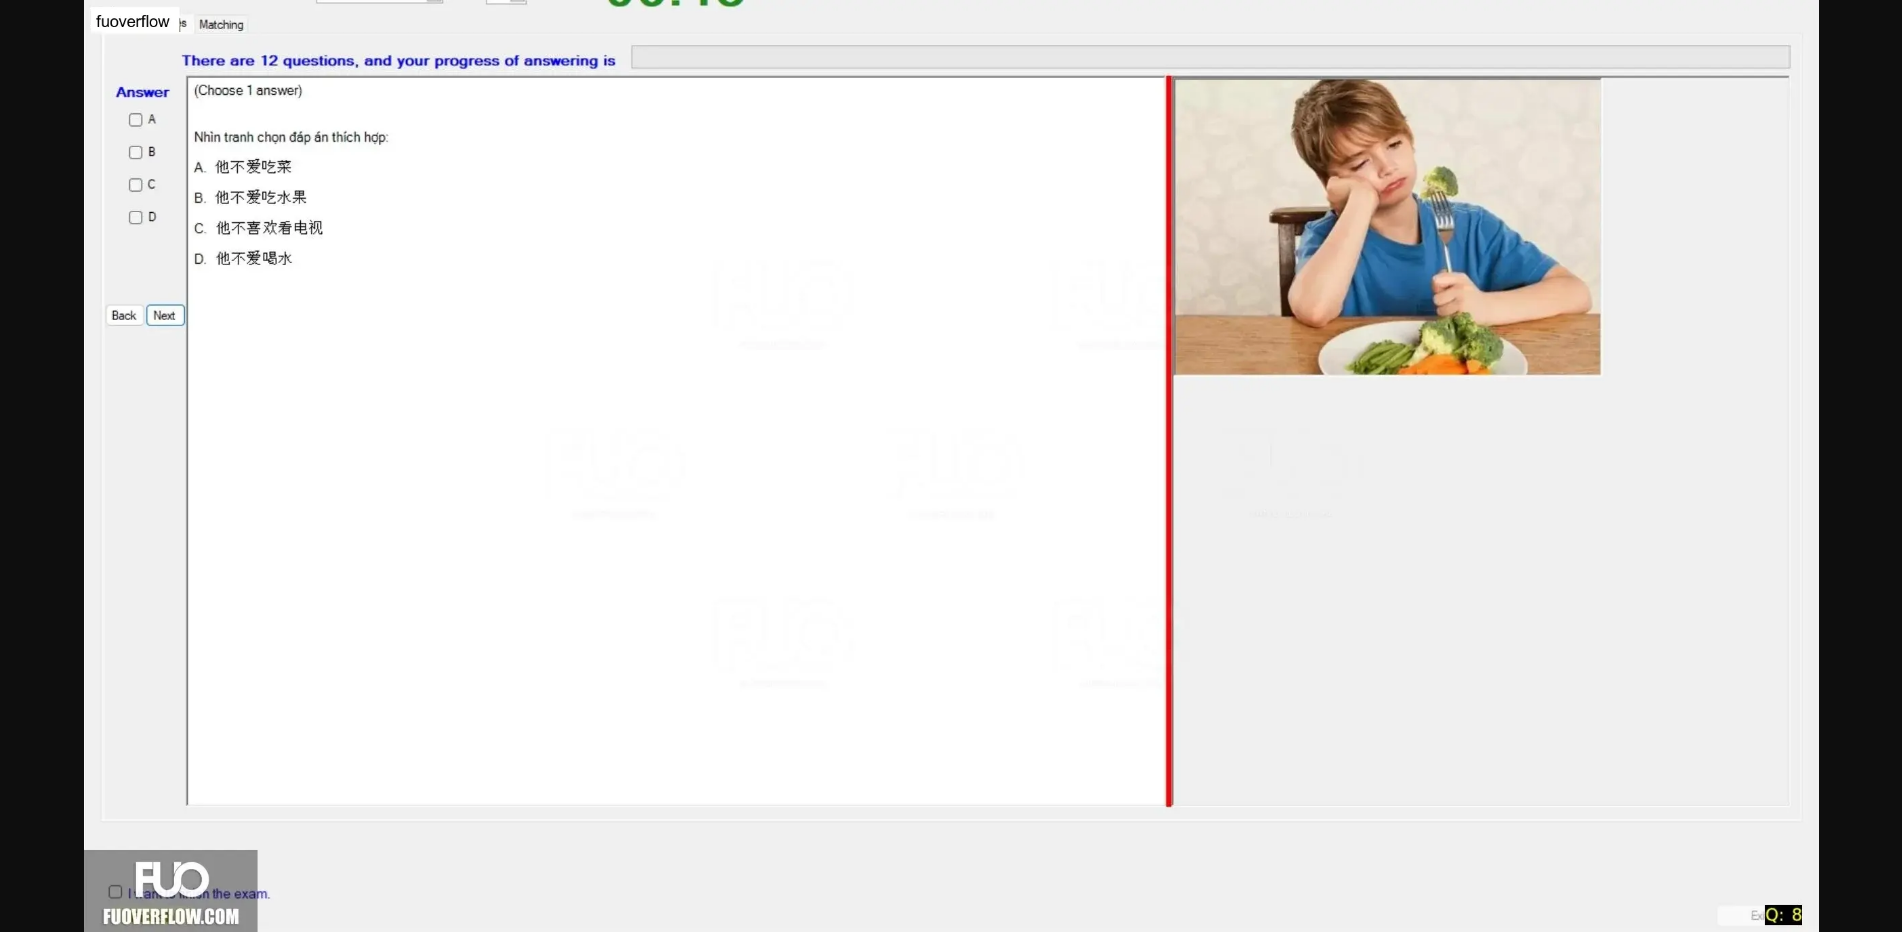 fuoverflow
Matching
There are 12 questions, and your progress of answering is
Answer
(Choose 1 answer)
A
B
C
D
Nhìn tranh chọn đáp án thích hợp:
A. 他不爱吃菜
B. 他不爱吃水果
C. 他不喜欢看电视
D. 他不爱喝水
Back Next
FUO
the exam.
FUOVERFLOW.COM
Q: 8